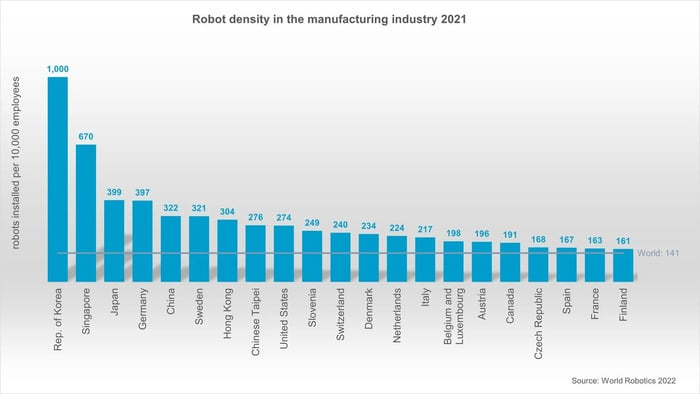 Robot density in the manufacturing industry 2021
robots installed per 10,000 employees
1,000
670
399
397
322
321
304
276
274
249
240
234
224
217
198
196
191
168
167
163
161
World: 141
Rep. of Korea
Singapore
Japan
Germany
China
Sweden
Hong Kong
Chinese Taipei
United States
Slovenia
Switzerland
Denmark
Netherlands
Italy
Belgium and
Luxembourg
Austria
Canada
Czech Republic
Spain
France
Finland
Source: World Robotics 2022